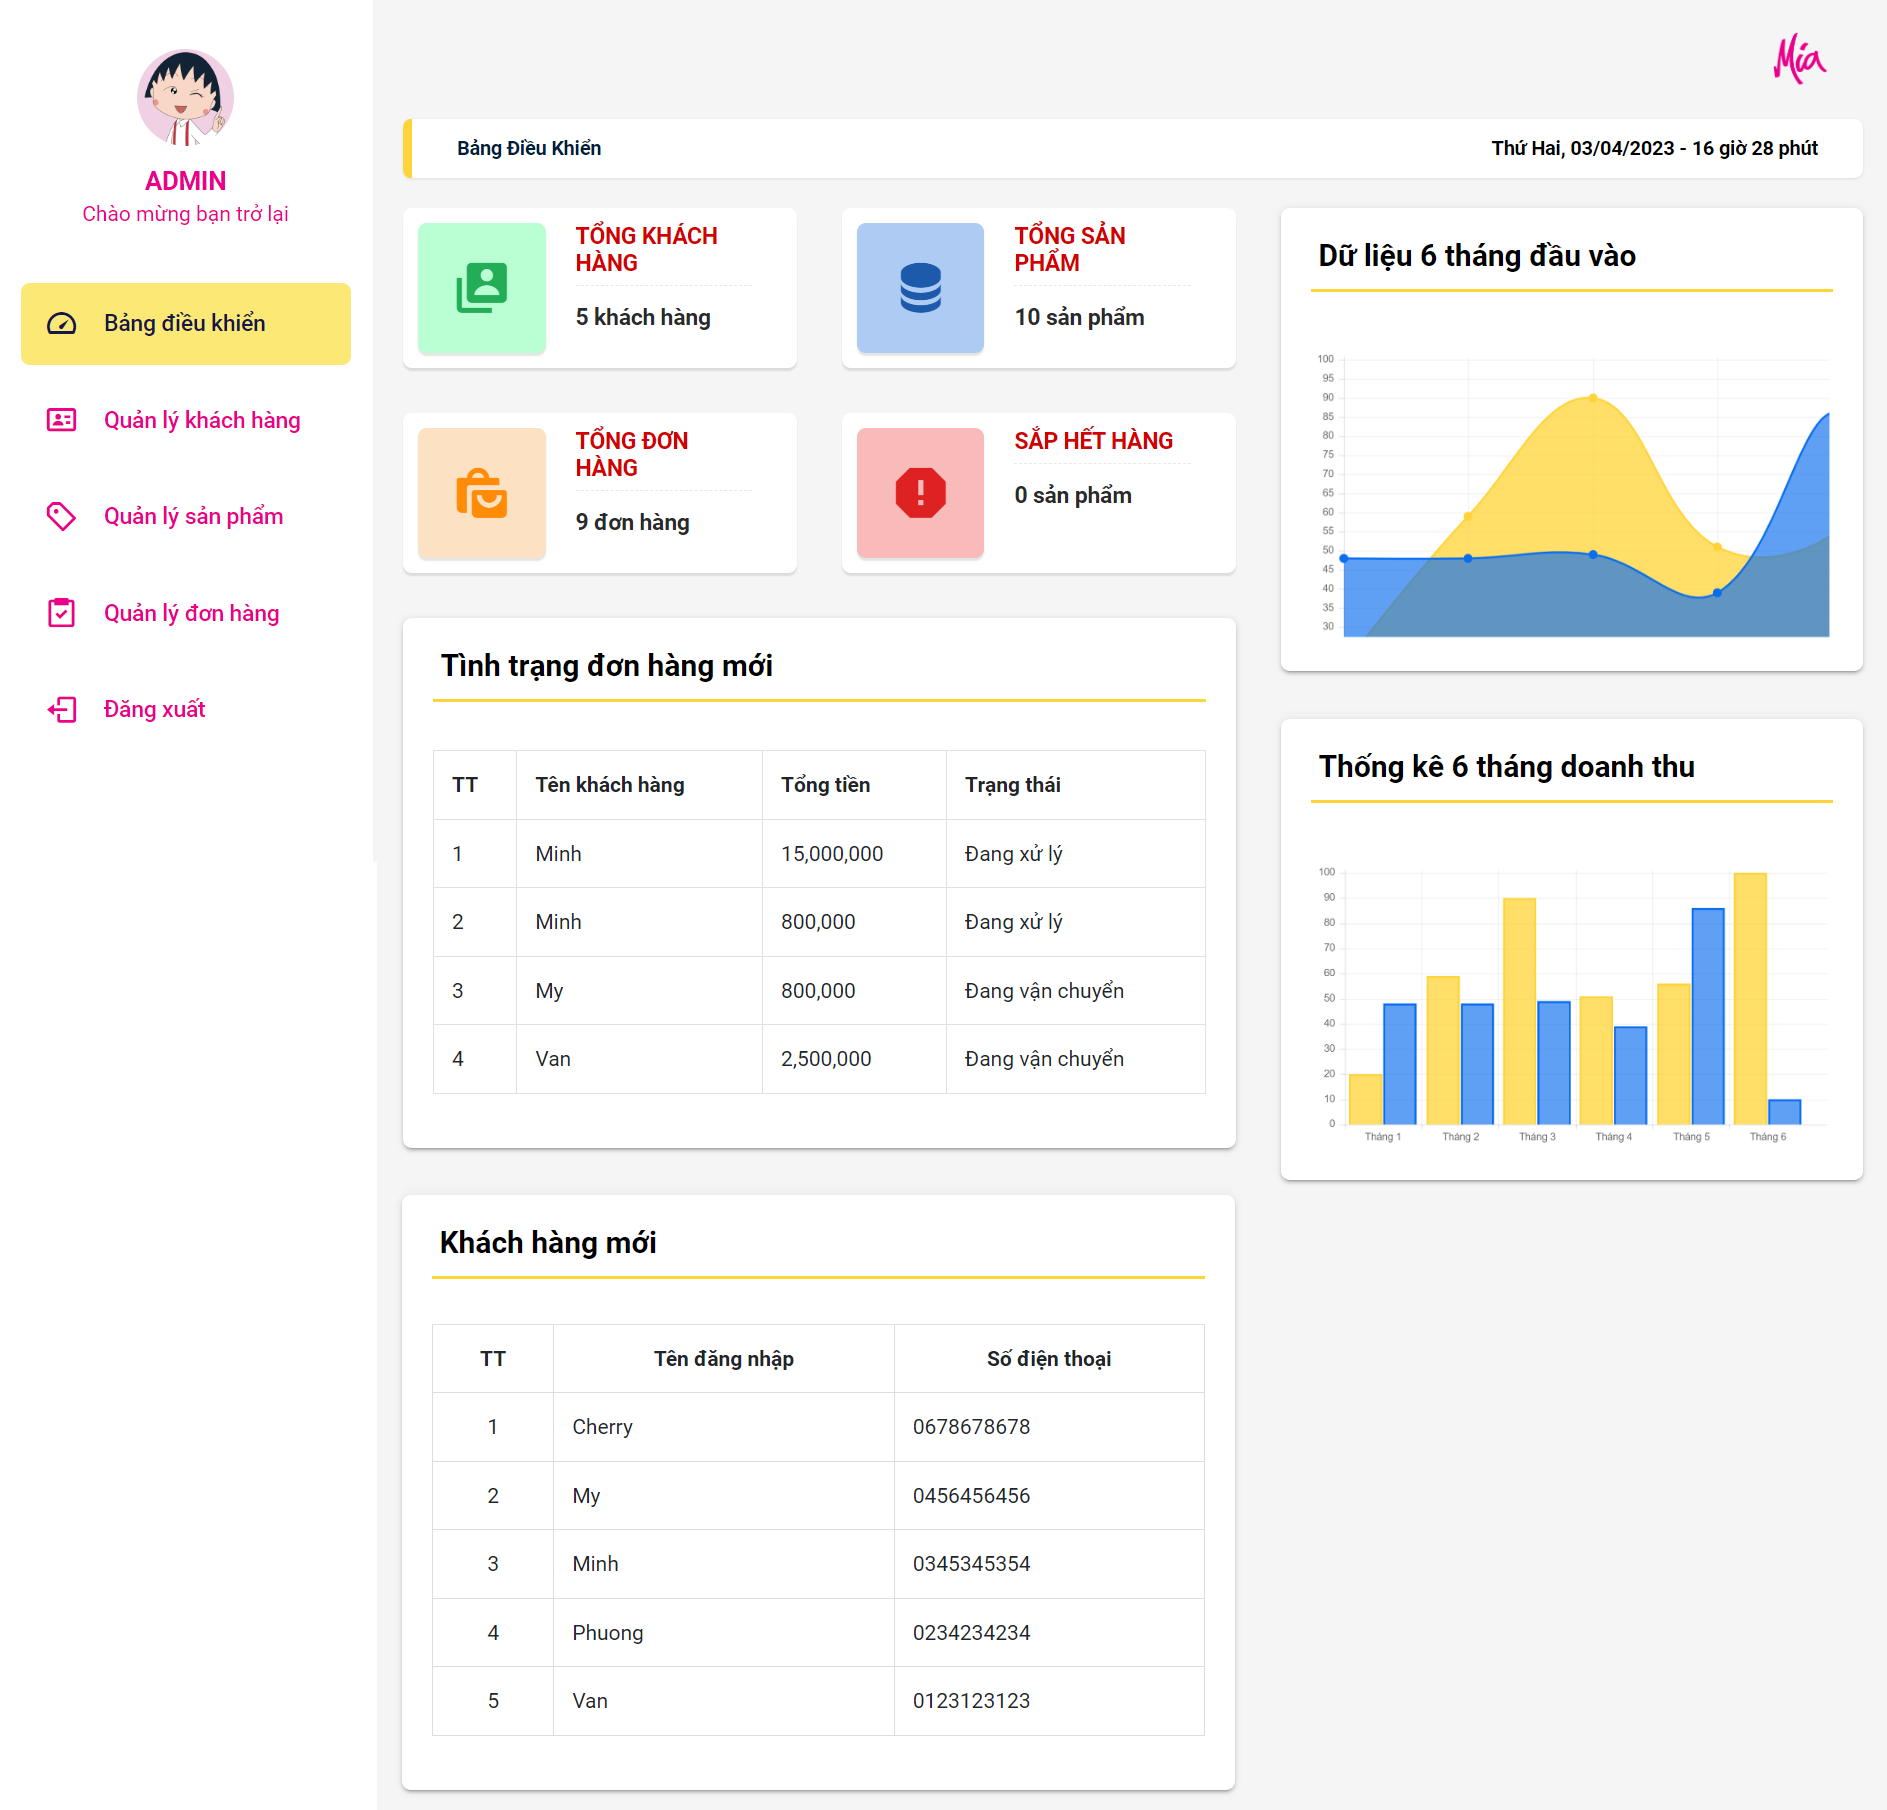 ADMIN
Chào mừng bạn trở lại
Bảng điều khiển
Quản lý khách hàng
Quản lý sản phẩm
Quản lý đơn hàng
Đăng xuất
Mía
Bảng Điều Khiển
Thứ Hai, 03/04/2023 - 16 giờ 28 phút
TỔNG KHÁCH
HÀNG
5 khách hàng
TỔNG SẢN
PHẨM
10 sản phẩm
TỔNG ĐƠN
HÀNG
9 đơn hàng
SẮP HẾT HÀNG
0 sản phẩm
Tình trạng đơn hàng mới
TT Tên khách hàng Tổng tiền Trạng thái
1 Minh 15,000,000 Đang xử lý
2 Minh 800,000 Đang xử lý
3 My 800,000 Đang vận chuyển
4 Van 2,500,000 Đang vận chuyển
Khách hàng mới
TT Tên đăng nhập Số điện thoại
1 Cherry 0678678678
2 My 0456456456
3 Minh 0345345354
4 Phuong 0234234234
5 Van 0123123123
Dữ liệu 6 tháng đầu vào
100
95
90
85
80
75
70
65
60
55
50
45
40
35
30
Thống kê 6 tháng doanh thu
100
90
80
70
60
50
40
30
20
10
0
Tháng 1 Tháng 2 Tháng 3 Tháng 4 Tháng 5 Tháng 6